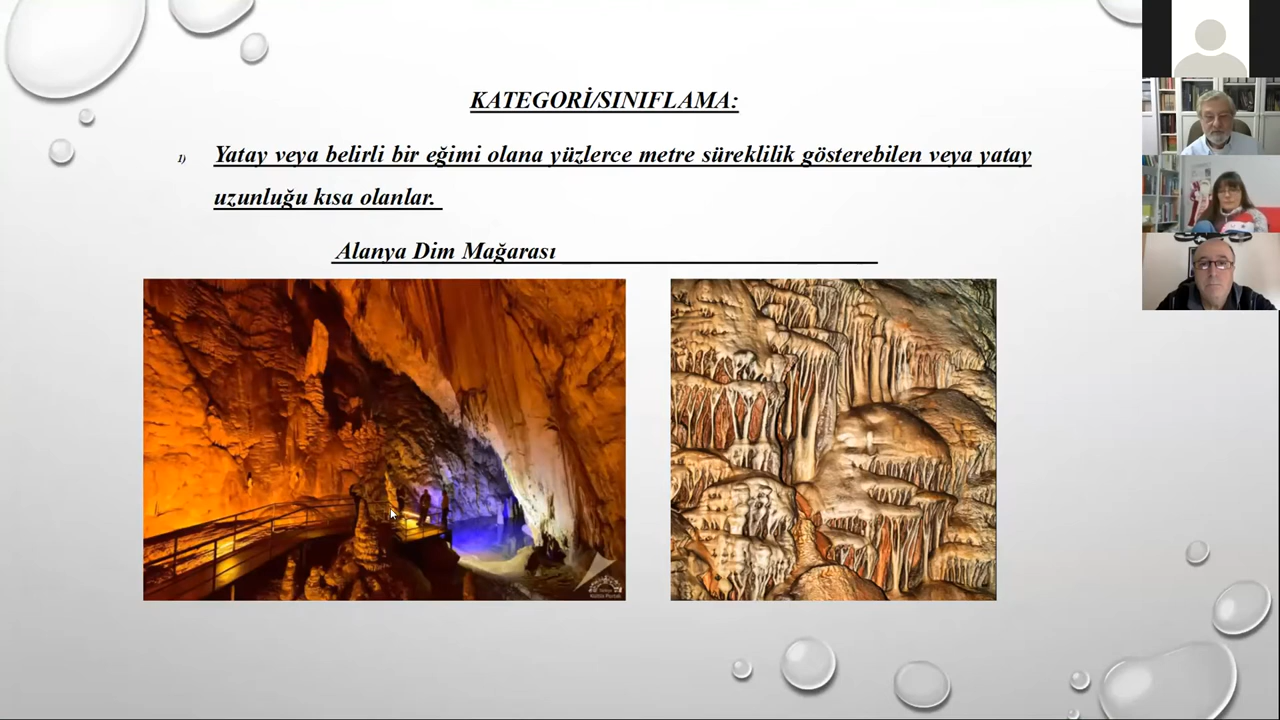 KATEGORİ/SINIFLAMA:
1) Yatay veya belirli bir eğimi olana yüzlerce metre süreklilik gösterebilen veya yatay
uzunluğu kısa olanlar.
Alanya Dim Mağarası